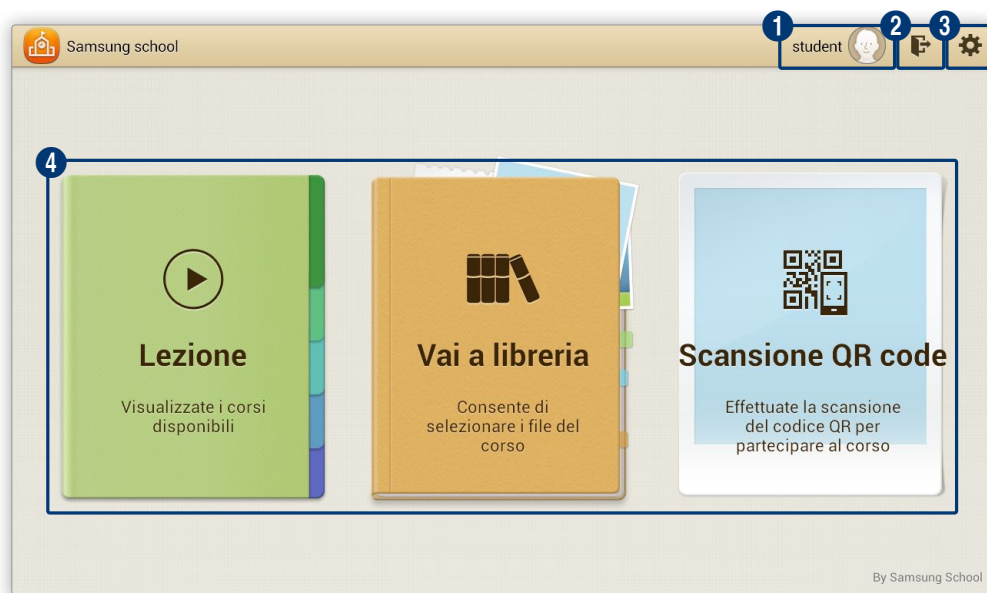 1 2 3
Samsung school
student
4
Lezione
Visualizzate i corsi
disponibili
Vai a libreria
Consente di
selezionare i file del
corso
Scansione QR code
Effettuate la scansione
del codice QR per
partecipare al corso
By Samsung School